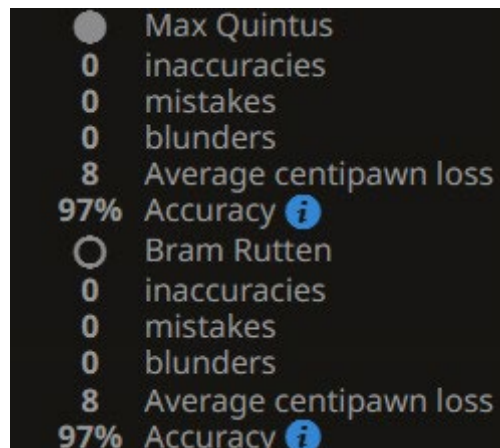 Max Quintus
0 inaccuracies
0 mistakes
0 blunders
8 Average centipawn loss
97% Accuracy i
Bram Rutten
0 inaccuracies
0 mistakes
0 blunders
8 Average centipawn loss
97% Accuracy i